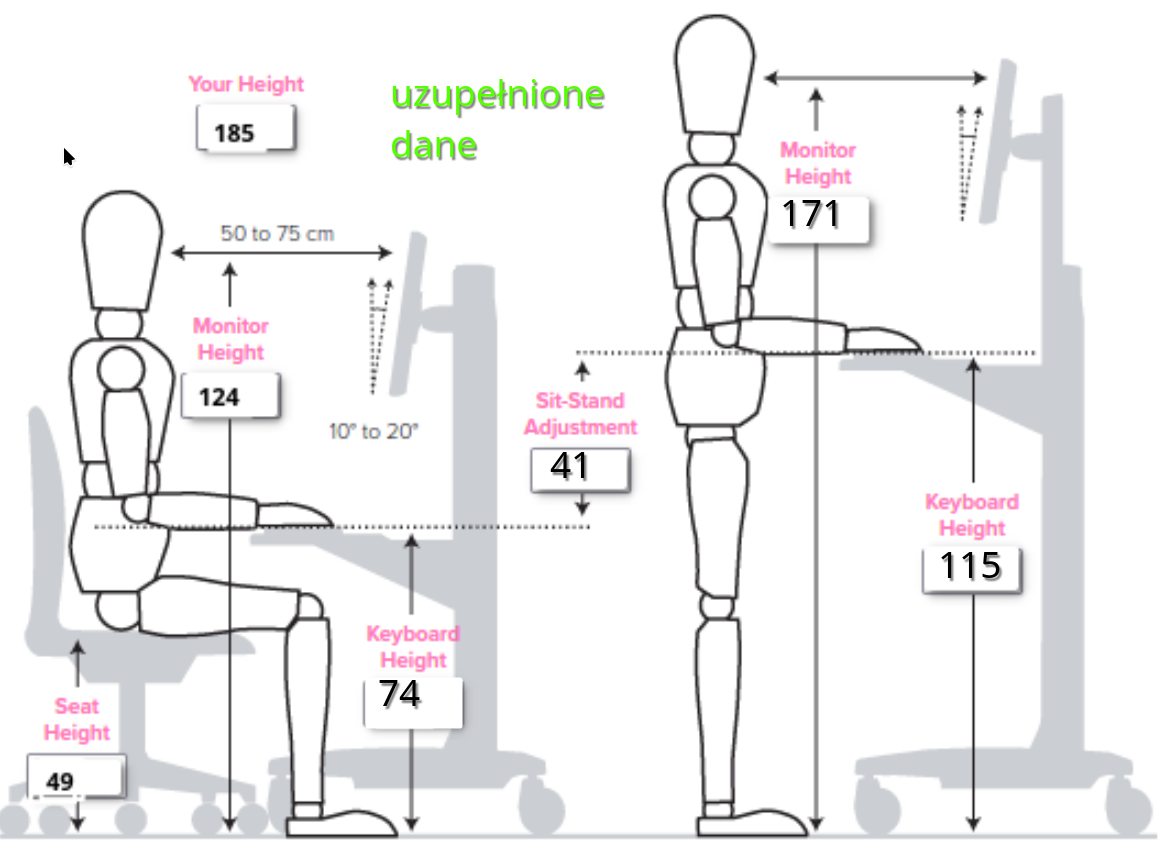 Your Height
185
uzupełnione
dane
50 to 75 cm
Monitor
Height
124
10° to 20°
Keyboard
Height
74
Seat
Height
49
Sit-Stand
Adjustment
41
Monitor
Height
171
Keyboard
Height
115